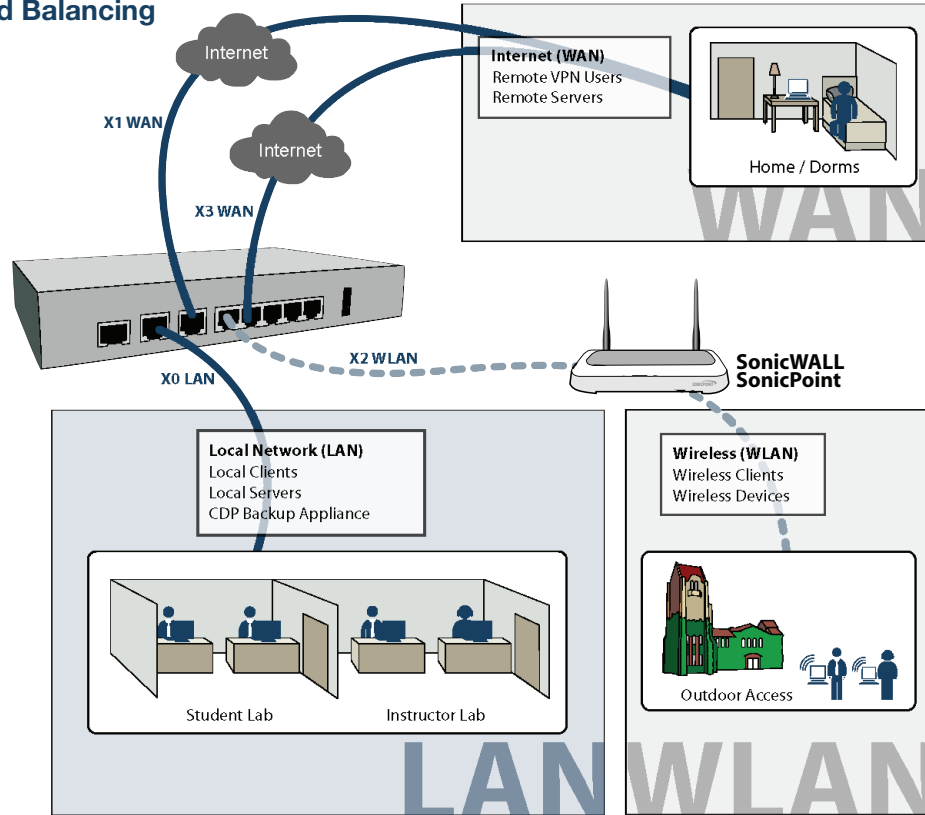 d Balancing
Internet
Internet
X1 WAN
X3 WAN
Internet (WAN)
Remote VPN Users
Remote Servers
Home / Dorms
WAN
X2 WLAN
X0 LAN
SonicWALL
SonicPoint
Local Network (LAN)
Local Clients
Local Servers
CDP Backup Appliance
Student Lab
Instructor Lab
LAN
Wireless (WLAN)
Wireless Clients
Wireless Devices
Outdoor Access
WLAN